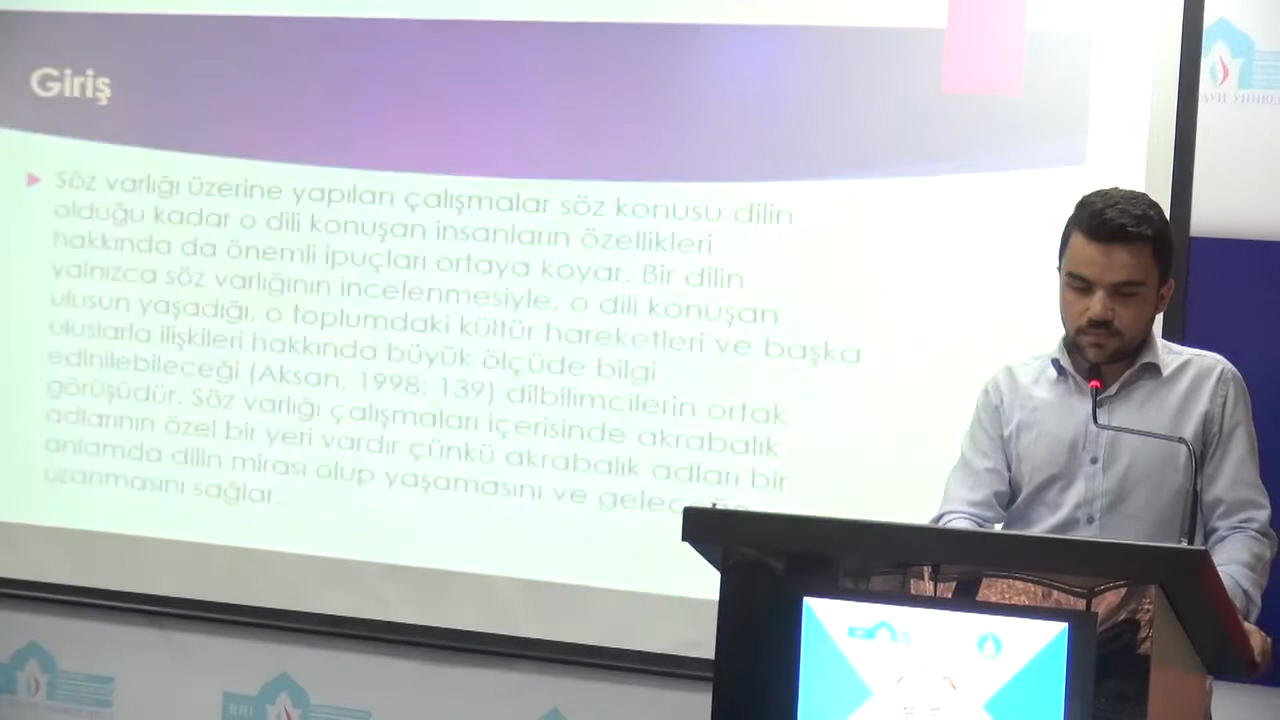 Giriş
Söz varlığı üzerine yapılan çalışmalar söz konusu dilin
olduğu kadar o dili konuşan insanların özellikleri
hakkında da önemli ipuçları ortaya koyar. Bir dilin
yalnızca söz varlığının incelenmesiyle, o dili konuşan
ulusun yaşadığı, o toplumdaki kültür hareketleri ve başka
uluslarla ilişkileri hakkında büyük ölçüde bilgi
edinilebileceği (Aksan, 1998: 139) dilbilimcilerin ortak
görüşüdür. Söz varlığı çalışmaları içerisinde akrabalık
adlarının özel bir yeri vardır çünkü akrabalık adları bir
anlamda dilin mirası olup yaşamasını ve geleceğe
uzanmasını sağlar.